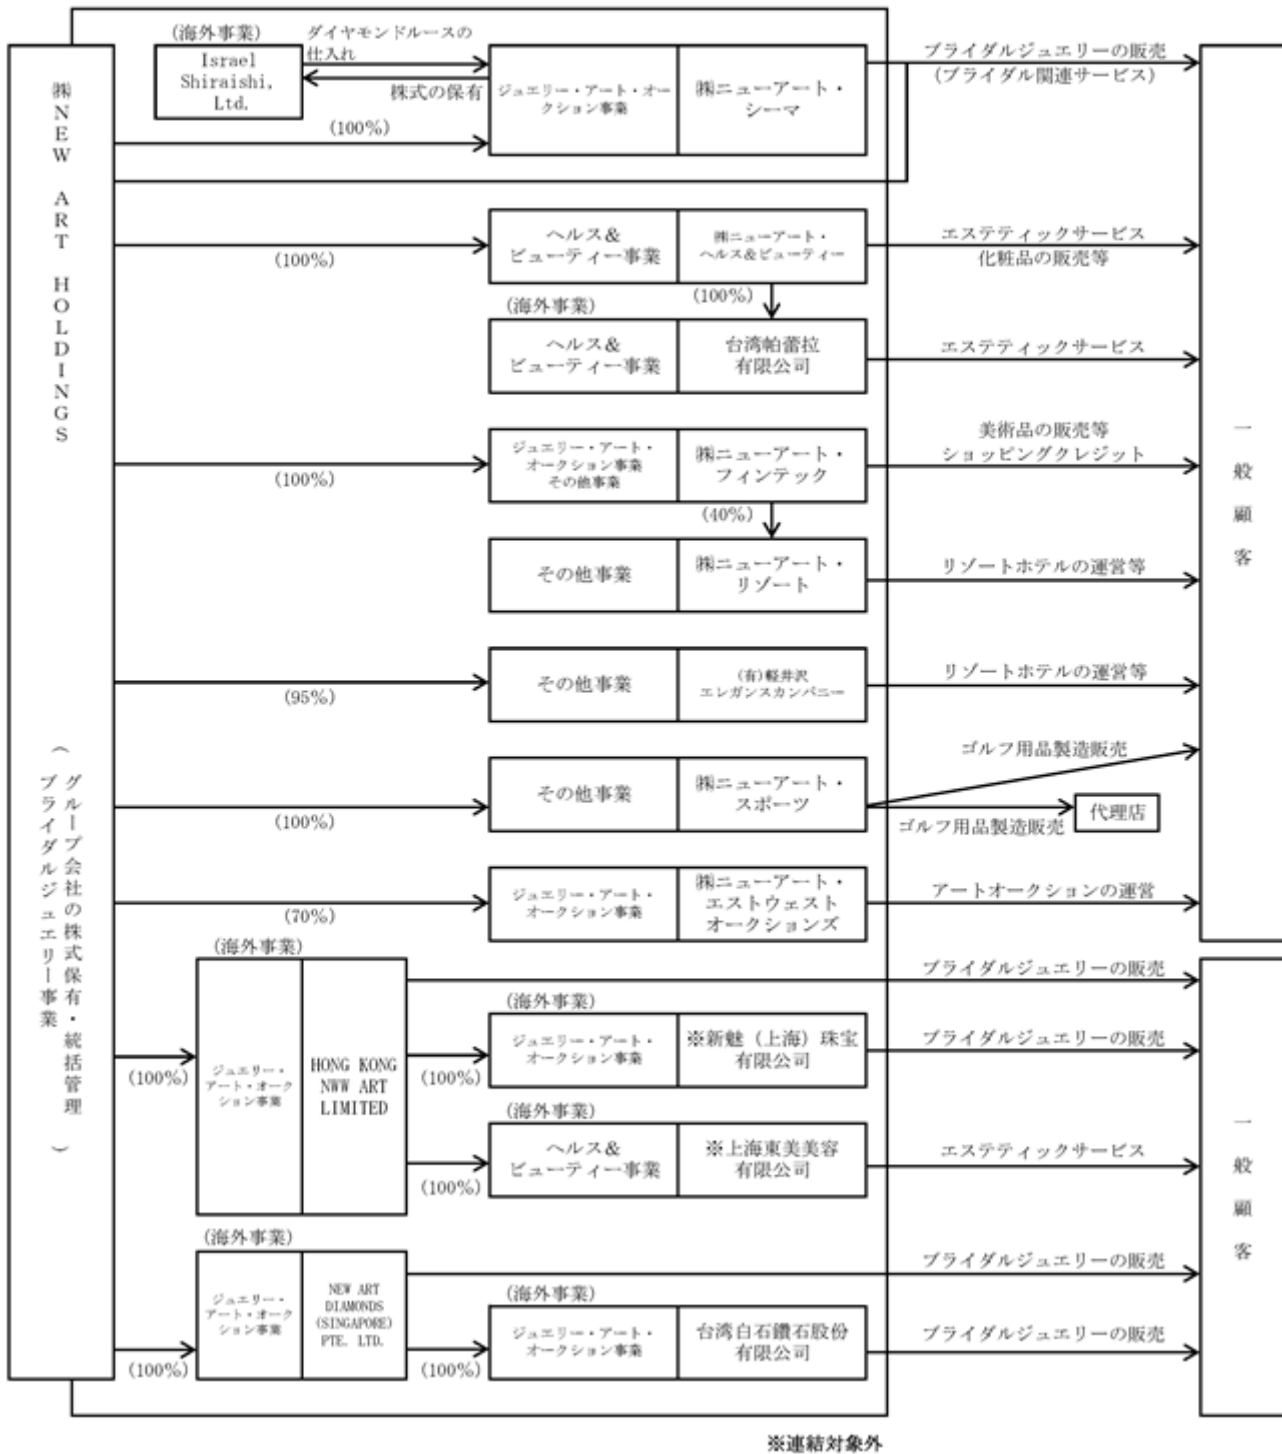 ㈱NEW ART HOLDINGS
（グループ会社の株式保有・統括管理
ブライダルジュエリー事業）
(海外事業)
Israel
Shiraishi,
Ltd.
ダイヤモンドルースの
仕入れ
株式の保有
(100%)
ジュエリー・アート・オー
クション事業
㈱ニューアート・
シーマ
ブライダルジュエリーの販売
(ブライダル関連サービス)
(100%)
ヘルス＆
ビューティー事業
㈱ニューアート・
ヘルス&ビューティー
エステティックサービス
化粧品の販売等
(100%)
(海外事業)
ヘルス＆
ビューティー事業
台湾帕蕾拉
有限公司
エステティックサービス
(100%)
ジュエリー・アート・
オークション事業
その他事業
㈱ニューアート・
フィンテック
美術品の販売等
ショッピングクレジット
(40%)
その他事業
㈱ニューアート・
リゾート
リゾートホテルの運営等
(95%)
その他事業
(有)軽井沢
エレガンスカンパニー
リゾートホテルの運営等
(100%)
その他事業
㈱ニューアート・
スポーツ
ゴルフ用品製造販売
ゴルフ用品製造販売
代理店
(70%)
ジュエリー・アート・
オークション事業
㈱ニューアート・
エストウェスト
オークションズ
アートオークションの運営
一般顧客
(海外事業)
(100%)
ジュエリー・
アート・オーク
ション事業
HONG KONG
NWW ART
LIMITED
ブライダルジュエリーの販売
(海外事業)
(100%)
ジュエリー・アート・
オークション事業
※新魅（上海）珠宝
有限公司
ブライダルジュエリーの販売
(海外事業)
(100%)
ヘルス＆
ビューティー事業
※上海東美美容
有限公司
エステティックサービス
(海外事業)
(100%)
ジュエリー・
アート・オーク
ション事業
NEW ART
DIAMONDS
(SINGAPORE)
PTE. LTD.
ブライダルジュエリーの販売
(海外事業)
(100%)
ジュエリー・アート・
オークション事業
台湾白石鑽石股份
有限公司
ブライダルジュエリーの販売
一般顧客
※連結対象外